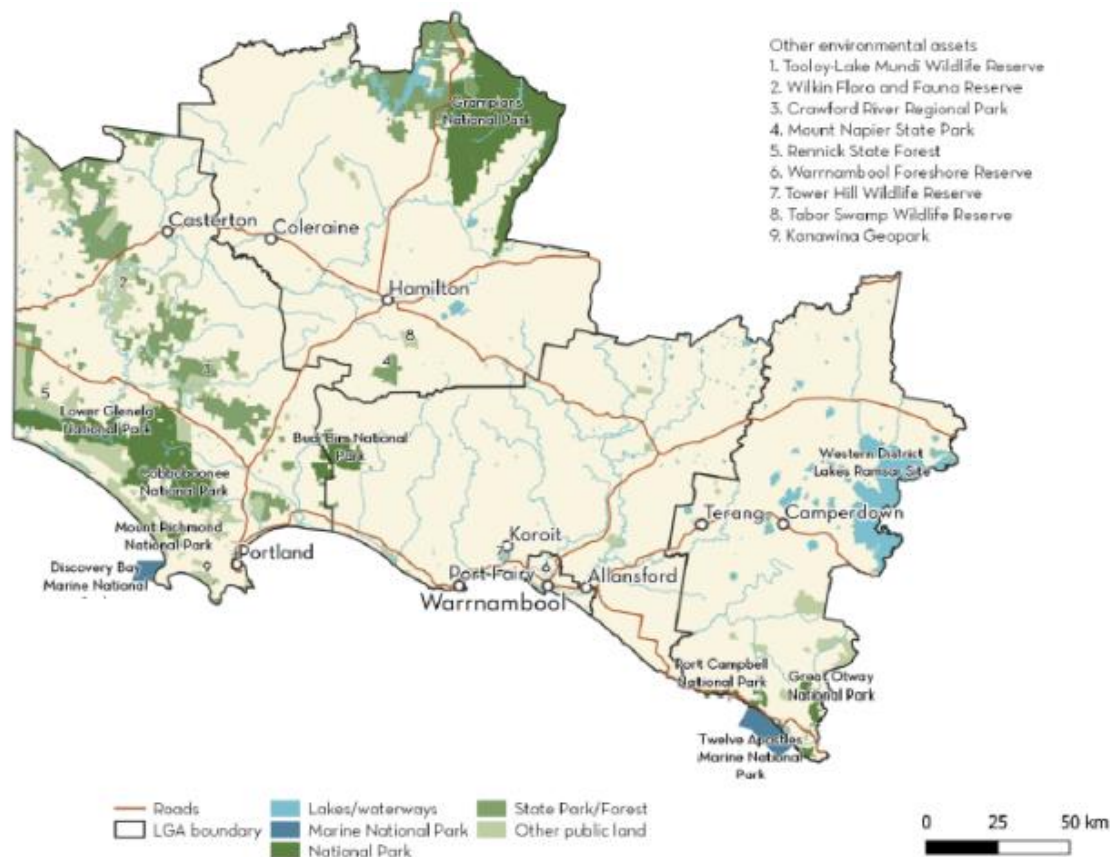 Other environmental assets
1. Tooloy-Lake Mundi Wildlife Reserve
2. Wilkin Flora and Fauna Reserve
3. Crawford River Regional Park
4. Mount Napier State Park
5. Rennick State Forest
6. Warrnambool Foreshore Reserve
7. Tower Hill Wildlife Reserve
8. Tabor Swamp Wildlife Reserve
9. Kanawina Geopark
Grampians
National Park
Casterton
Coleraine
2
Hamilton
8
4
3
5
Lower Glenelg
National Park
Budj Bim National
Park
Cobboboonee
National Park
Western District
Lakes Ramsar Site
Mount Richmond
National Park
Terang
Camperdown
Koroit
7
Portland
9
Discovery Bay
Marine National
6
Port Fairy
Allansford
Warrnambool
Port Campbell
National Park
Great Otway
National Park
Twelve Apostles
Marine National
Park
Roads
LGA boundary
Lakes/waterways
Marine National Park
National Park
State Park/Forest
Other public land
0 25 50 km